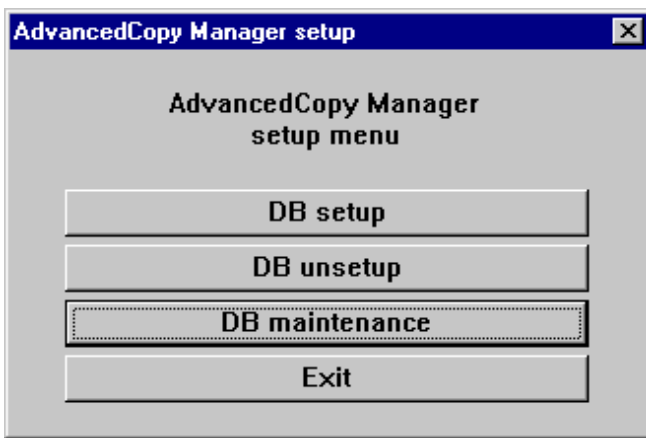 AdvancedCopy Manager setup
AdvancedCopy Manager
setup menu
DB setup
DB unsetup
DB maintenance
Exit